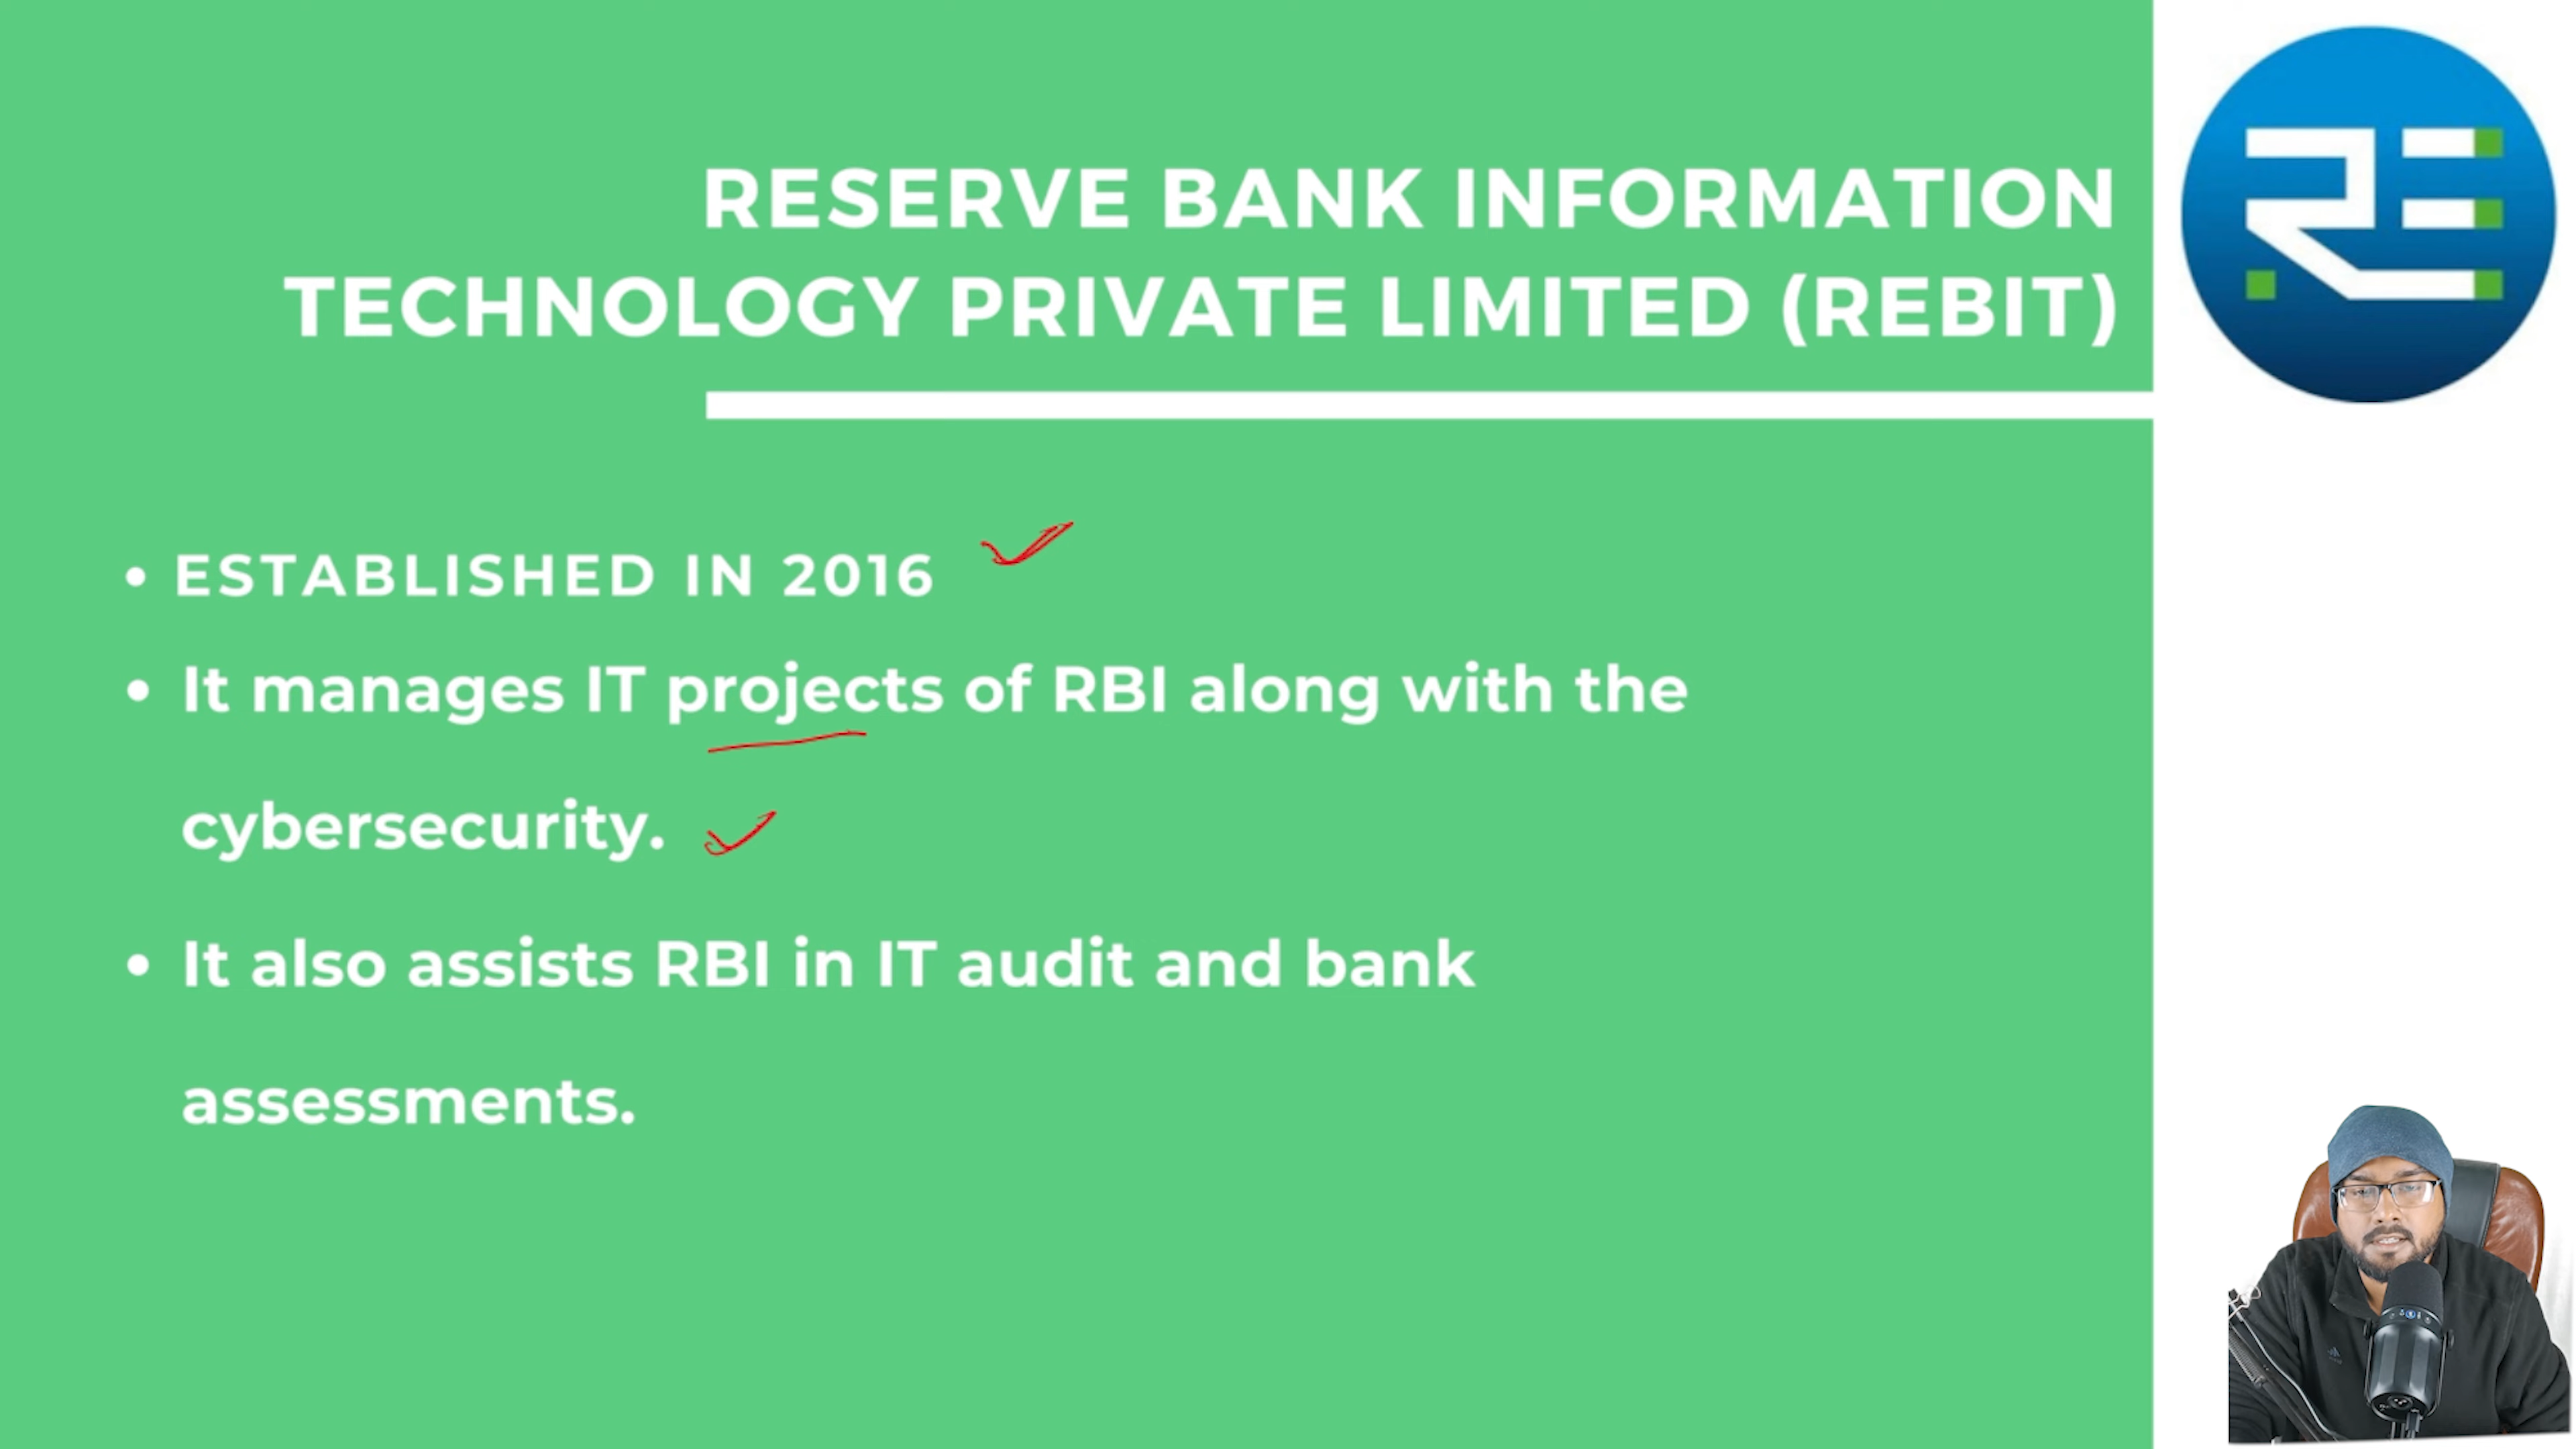 RESERVE BANK INFORMATION
TECHNOLOGY PRIVATE LIMITED (REBIT)
• ESTABLISHED IN 2016
• It manages IT projects of RBI along with the
cybersecurity.
• It also assists RBI in IT audit and bank
assessments.